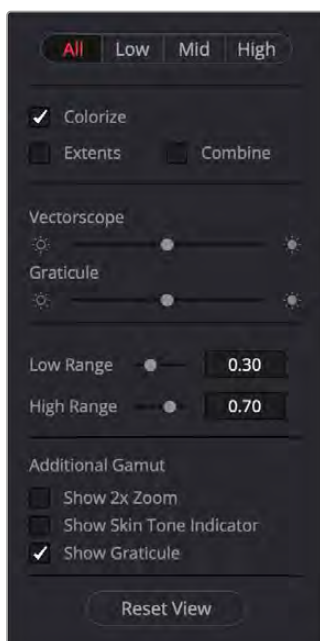 All Low Mid High
Colorize
Extents Combine
Vectorscope
Graticule
Low Range 0.30
High Range 0.70
Additional Gamut
Show 2x Zoom
Show Skin Tone Indicator
Show Graticule
Reset View